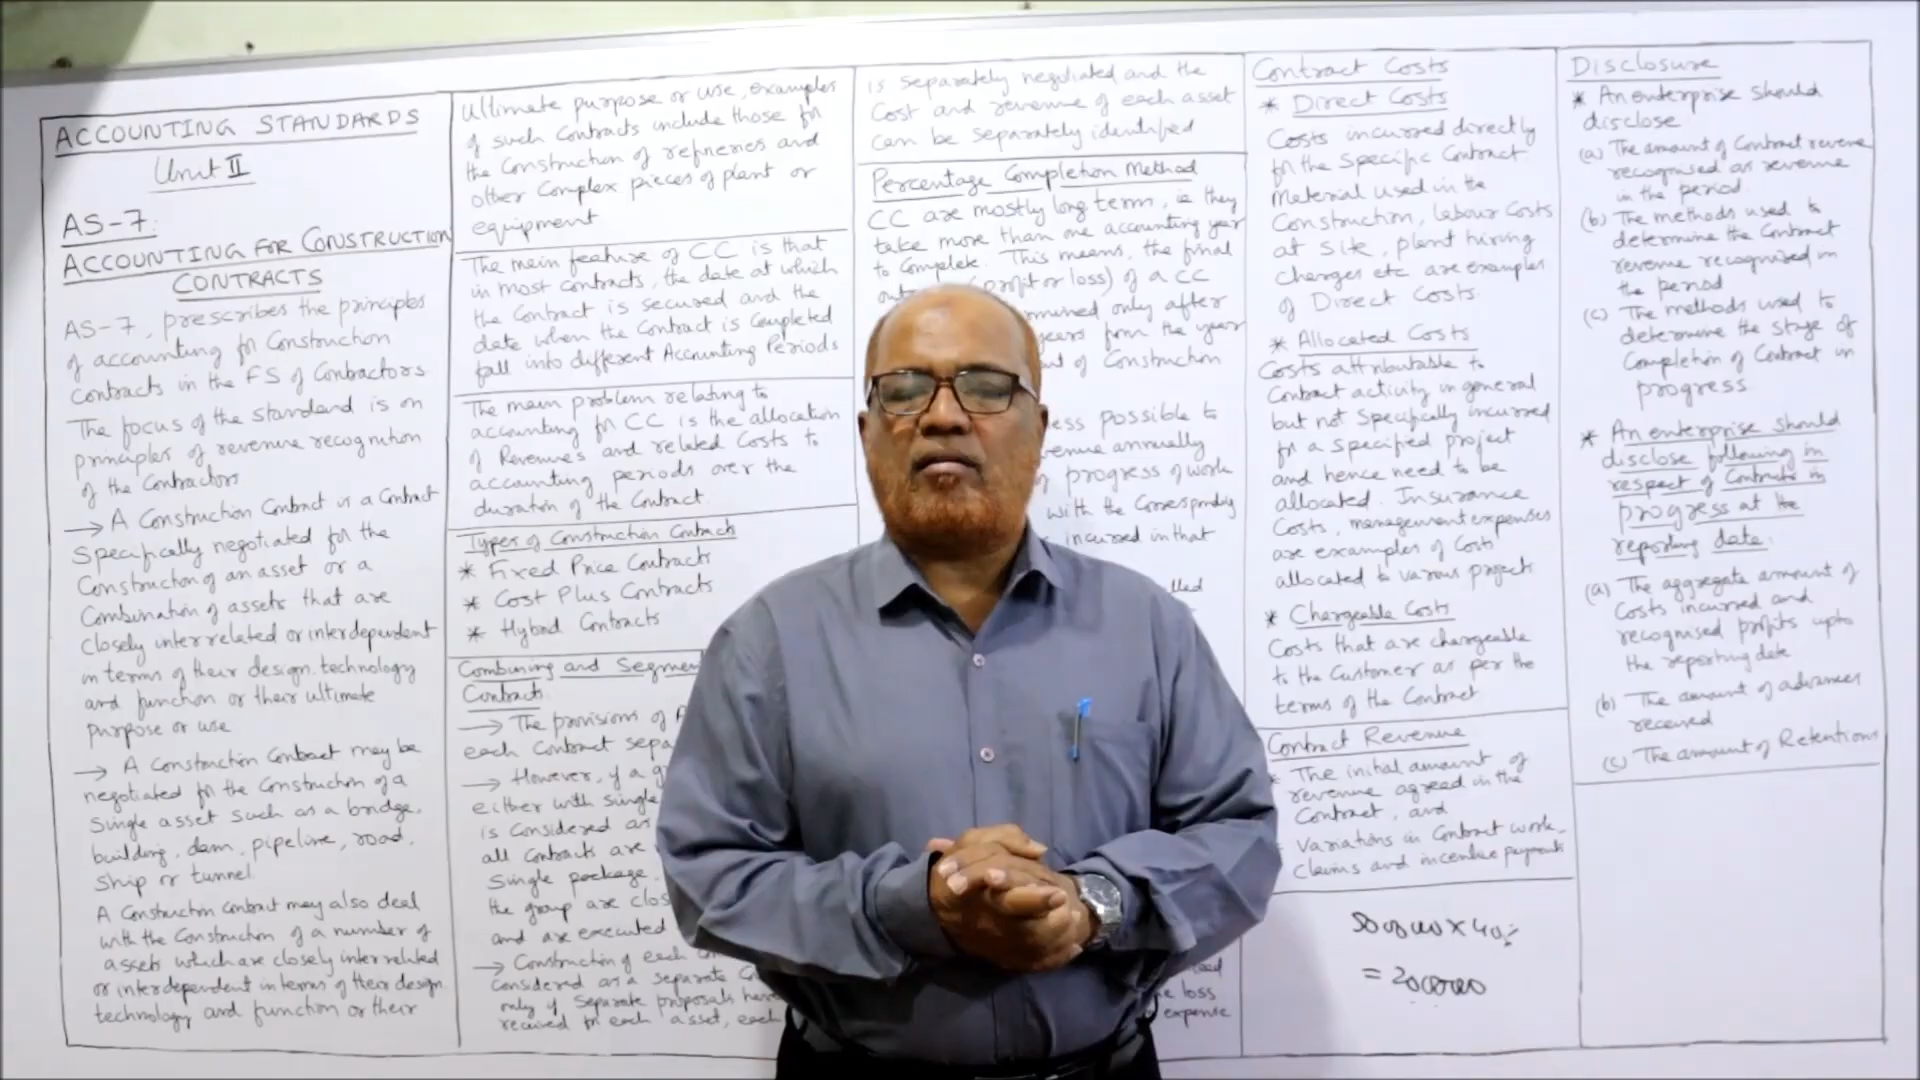 ACCOUNTING STANDARDS
Unit II
AS-7:
ACCOUNTING FOR CONSTRUCTION
CONTRACTS
AS-7, prescribes the principles
of accounting for Construction
Contracts in the FS of Contractors
The focus of the standard is on
principles of revenue recognition
of the Contractors
→ A Construction Contract is a Contract
Specifically negotiated for the
Construction of an asset or a
Combination of assets that are
closely interrelated or interdependent
in terms of their design, technology
and function or their ultimate
purpose or use
→ A Construction Contract may be
negotiated for the Construction of a
Single asset such as a bridge,
building, dam, pipeline, road,
Ship or tunnel.
A Construction Contract may also deal
with the Construction of a number of
assets which are closely interrelated
or interdependent in terms of their design,
technology and function or their
Ultimate purpose or use, examples
of such Contracts include those for
the Construction of refineries and
other Complex pieces of plant or
equipment
The main feature of CC is that
in most contracts, the date at which
the Contract is secured and the
date when the Contract is Completed
fall into different Accounting Periods
The main problem relating to
accounting for CC is the allocation
of Revenues and related Costs to
accounting periods over the
duration of the Contract.
Types of Construction Contracts
* Fixed Price Contracts
* Cost Plus Contracts
* Hybrid Contracts
Combining and Segmen
Contracts
→ The provisions of A
each Contract sepa
→ However, if a g
either with single
is Considered as
all Contracts are
Single package,
the group are clos
and are executed
→ Construction of each
Considered as a separate C
only if Separate proposals have
received for each asset, each
is separately negotiated and the
Cost and revenue of each asset
can be separately identified
Percentage Completion Method
CC are mostly long term, ie they
take more than one accounting year
to Complete. This means, the final
out (profit or loss) of a CC
rmined only after
years from the year
nt of Construction
ess possible to
venue annually
progress of work
with the Corresponding
incurred in that
lled
ne loss
expense
Contract Costs
* Direct Costs
Costs incurred directly
for the Specific Contract
Material used in the
Construction, labour Costs
at Site, plant hiring
charges etc are examples
of Direct Costs.
* Allocated Costs
Costs attributable to
Contract activity in general
but not Specifically incurred
for a specified project
and hence need to be
allocated. Insurance
Costs, management expenses
are examples of Costs
allocated to various projects
* Chargeable Costs
Costs that are chargeable
to the Customer as per the
terms of the Contract
Contract Revenue
* The initial amount of
revenue agreed in the
Contract, and
Variations in Contract work,
Claims and incentive payments
Disclosure
* An enterprise should
disclose
(a) The amount of Contract revenue
recognised as revenue
in the period.
(b) The methods used to
determine the Contract
revenue recognised in
the period
(c) The methods used to
determine the Stage of
Completion of Contract in
progress.
* An enterprise should
disclose following in
respect of Contracts in
progress at the
reporting date.
(a) The aggregate amount of
Costs incurred and
recognised profits upto
the reporting date
(b) The amount of advances
received
(c) The amount of Retentions